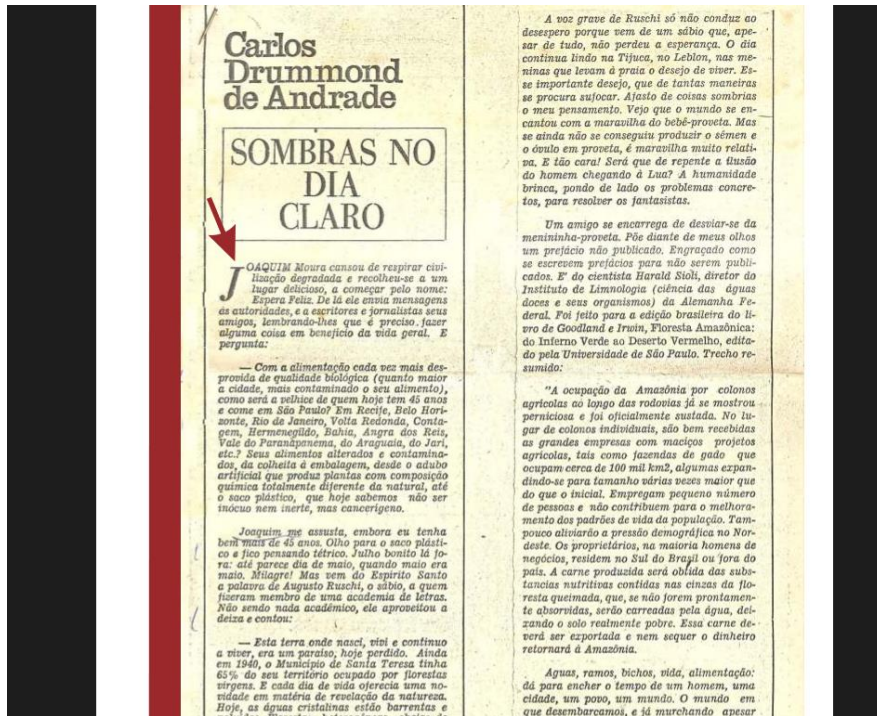 Carlos
Drummond
de Andrade
SOMBRAS NO
DIA
CLARO
JOAQUIM Moura cansou de respirar civi-
lização degradada e recolheu-se a um
lugar delicioso, a começar pelo nome:
Espera Feliz. De lá ele envia mensagens
às autoridades, e a escritores e jornalistas seus
amigos, lembrando-lhes que é preciso fazer
alguma coisa em benefício da vida geral. E
pergunta:
— Com a alimentação cada vez mais des-
provida de qualidade biológica (quanto maior
a cidade, mais contaminado o seu alimento),
como será a velhice de quem hoje tem 45 anos
e come em São Paulo? Em Recife, Belo Hori-
zonte, Rio de Janeiro, Volta Redonda, Conta-
gem, Hermenegildo, Bahia, Angra dos Reis,
Vale do Paranapanema, do Araguaia, do Jari,
etc.? Seus alimentos alterados e contamina-
dos, da colheita à embalagem, desde o adubo
artificial que produz plantas com composição
química totalmente diferente da natural, até
o saco plástico, que hoje sabemos não ser
inócuo nem inerte, mas cancerígeno.
Joaquim me assusta, embora eu tenha
bem mais de 45 anos. Olho para o saco plásti-
co e fico pensando tétrico. Julho bonito lá fo-
ra: até parece dia de maio, quando maio era
maio. Milagre! Mas vem do Espírito Santo
a palavra de Augusto Ruschi, o sábio, a quem
fizeram membro de uma academia de letras.
Não sendo nada acadêmico, ele aproveitou a
deixa e contou:
— Esta terra onde nasci, vivi e continuo
a viver, era um paraíso, hoje perdido. Ainda
em 1940, o Município de Santa Teresa tinha
65% do seu território ocupado por florestas
virgens. E cada dia de vida oferecia uma no-
vidade em matéria de revelação da natureza.
Hoje, as águas cristalinas estão barrentas e
A voz grave de Ruschi só não conduz ao
desespero porque vem de um sábio que, ape-
sar de tudo, não perdeu a esperança. O dia
continua lindo na Tijuca, no Leblon, nas me-
ninas que levam à praia o desejo de viver. Es-
se importante desejo, que de tantas maneiras
se procura sufocar. Afasto de coisas sombrias
o meu pensamento. Vejo que o mundo se en-
cantou com a maravilha do bebê-proveta. Mas
se ainda não se conseguiu produzir o sêmen e
o óvulo em proveta, é maravilha muito relati-
va. E tão cara! Será que de repente a ilusão
do homem chegando à Lua? A humanidade
brinca, pondo de lado os problemas concre-
tos, para resolver os fantasistas.
Um amigo se encarrega de desviar-se da
menininha-proveta. Põe diante de meus olhos
um prefácio não publicado. Engraçado como
se escrevem prefácios para não serem publi-
cados. E' do cientista Harald Sioli, diretor do
Instituto de Limnologia (ciência das águas
doces e seus organismos) da Alemanha Fe-
deral. Foi feito para a edição brasileira do li-
vro de Goodland e Irwin, Floresta Amazônica:
do Inferno Verde ao Deserto Vermelho, edita-
do pela Universidade de São Paulo. Trecho re-
sumido:
"A ocupação da Amazônia por colonos
agrícolas ao longo das rodovias já se mostrou
perniciosa e foi oficialmente sustada. No lu-
gar de colonos individuais, são bem recebidas
as grandes empresas com maciços projetos
agrícolas, tais como fazendas de gado que
ocupam cerca de 100 mil km2, algumas expan-
dindo-se para tamanho várias vezes maior que
do que o inicial. Empregam pequeno número
de pessoas e não contribuem para o melhora-
mento dos padrões de vida da população. Tam-
pouco aliviarão a pressão demográfica no Nor-
deste. Os proprietários, na maioria homens de
negócios, residem no Sul do Brasil ou fora do
país. A carne produzida será obtida das subs-
tancias nutritivas contidas nas cinzas da flo-
resta queimada, que, se não forem prontamen-
te absorvidas, serão carreadas pela água, dei-
xando o solo realmente pobre. Essa carne de-
verá ser exportada e nem sequer o dinheiro
retornará à Amazônia.
Aguas, ramos, bichos, vida, alimentação:
dá para encher o tempo de um homem, uma
cidade, um povo, um mundo. O mundo em
que desembarcamos, e já murchando apesar